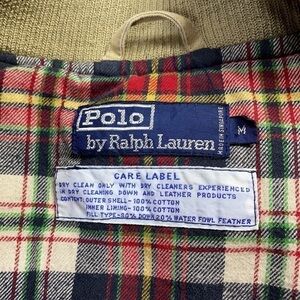 Polo
by Ralph Lauren
MADE IN SINGAPORE
M
CARE LABEL
DRY CLEAN ONLY WITH DRY CLEANERS EXPERIENCED
IN DRY CLEANING DOWN AND LEATHER PRODUCTS
CONTENT: OUTER SHELL-100% COTTON
INNER LINING-100% COTTON
FILL TYPE-80% DOWN 20% WATER FOWL FEATHER